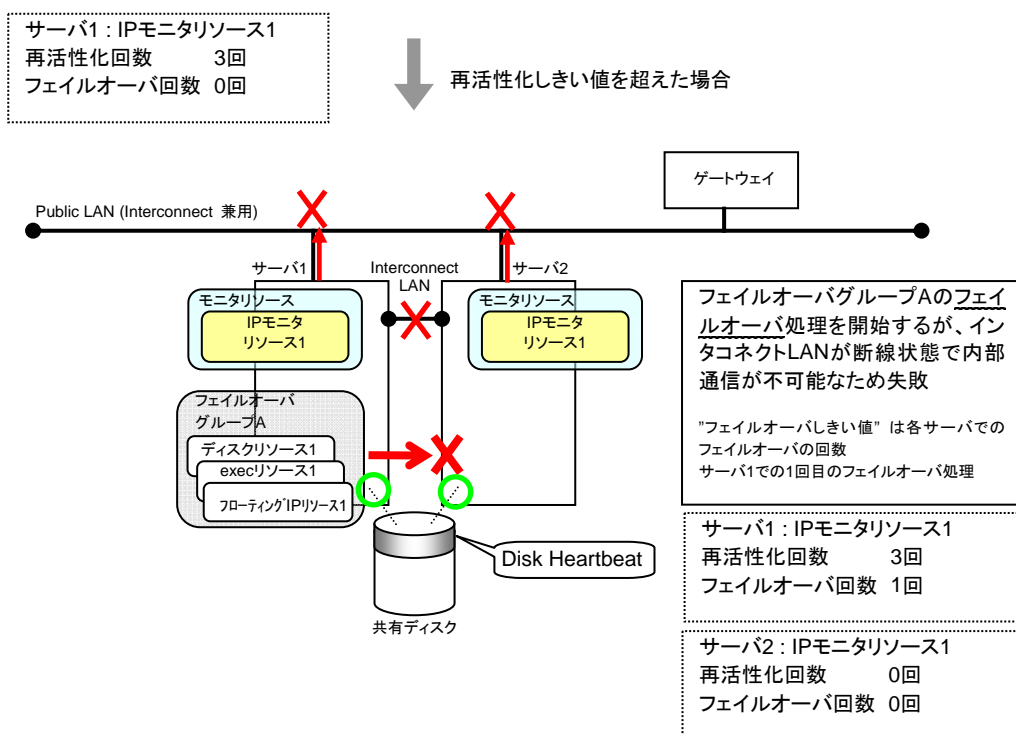 サーバ1 : IPモニタリソース1
再活性化回数 3回
フェイルオーバ回数 0回
再活性化しきい値を超えた場合
ゲートウェイ
Public LAN (Interconnect 兼用)
サーバ1
Interconnect
LAN
サーバ2
モニタリソース
IPモニタ
リソース1
モニタリソース
IPモニタ
リソース1
フェイルオーバ
グループA
ディスクリソース1
execリソース1
フローティングIPリソース1
Disk Heartbeat
共有ディスク
フェイルオーバグループAのフェイ
ルオーバ処理を開始するが、イン
タコネクトLANが断線状態で内部
通信が不可能なため失敗
”フェイルオーバしきい値” は各サーバでの
フェイルオーバの回数
サーバ1での1回目のフェイルオーバ処理
サーバ1 : IPモニタリソース1
再活性化回数 3回
フェイルオーバ回数 1回
サーバ2 : IPモニタリソース1
再活性化回数 0回
フェイルオーバ回数 0回